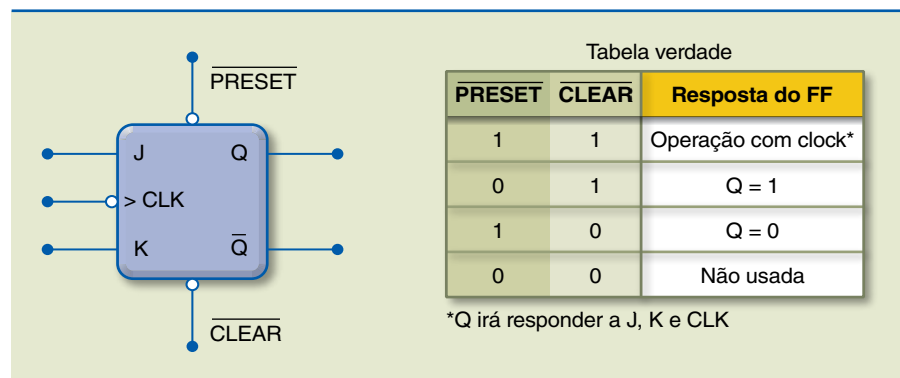 PRESET
J Q
> CLK
K Q̅
CLEAR
Tabela verdade
PRESET CLEAR Resposta do FF
1 1 Operação com clock*
0 1 Q = 1
1 0 Q = 0
0 0 Não usada
*Q irá responder a J, K e CLK